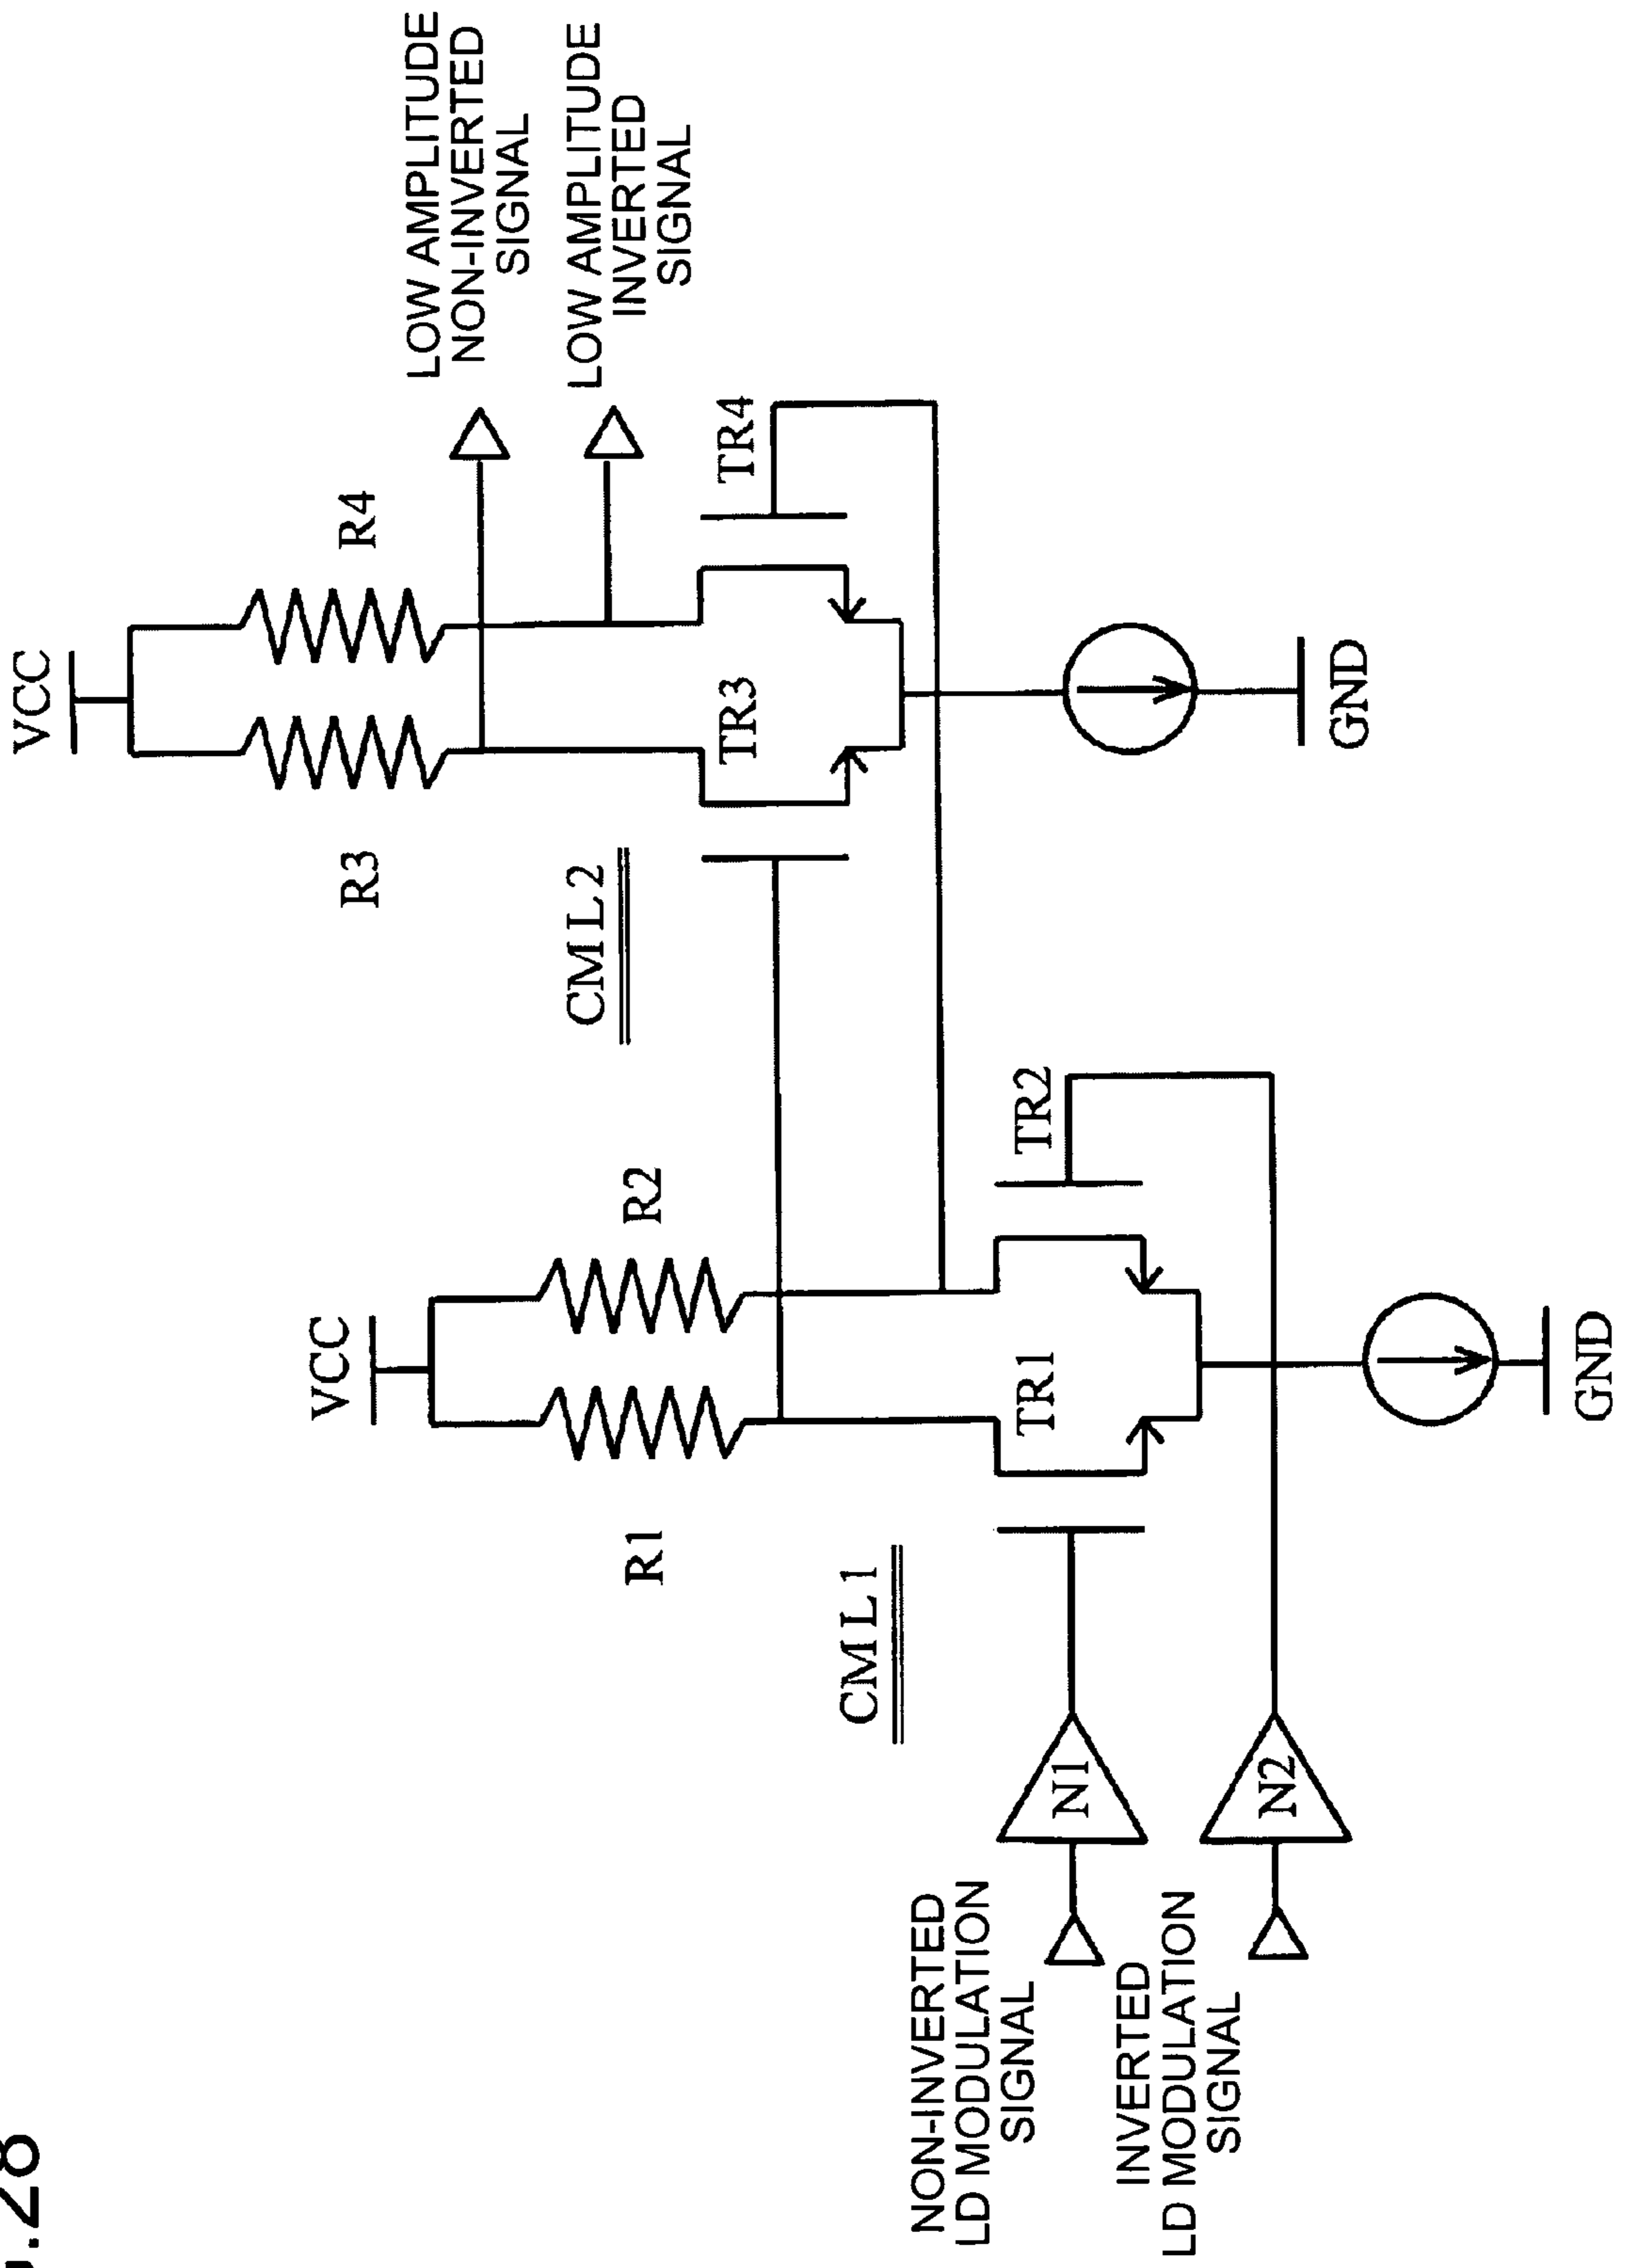 .28
VCC
R3
R4
LOW AMPLITUDE
NON-INVERTED
SIGNAL
LOW AMPLITUDE
INVERTED
SIGNAL
CML2
TR3
TR4
GND
VCC
R1
R2
CML1
TR1
TR2
GND
NON-INVERTED
LD MODULATION
SIGNAL
N1
INVERTED
LD MODULATION
SIGNAL
N2